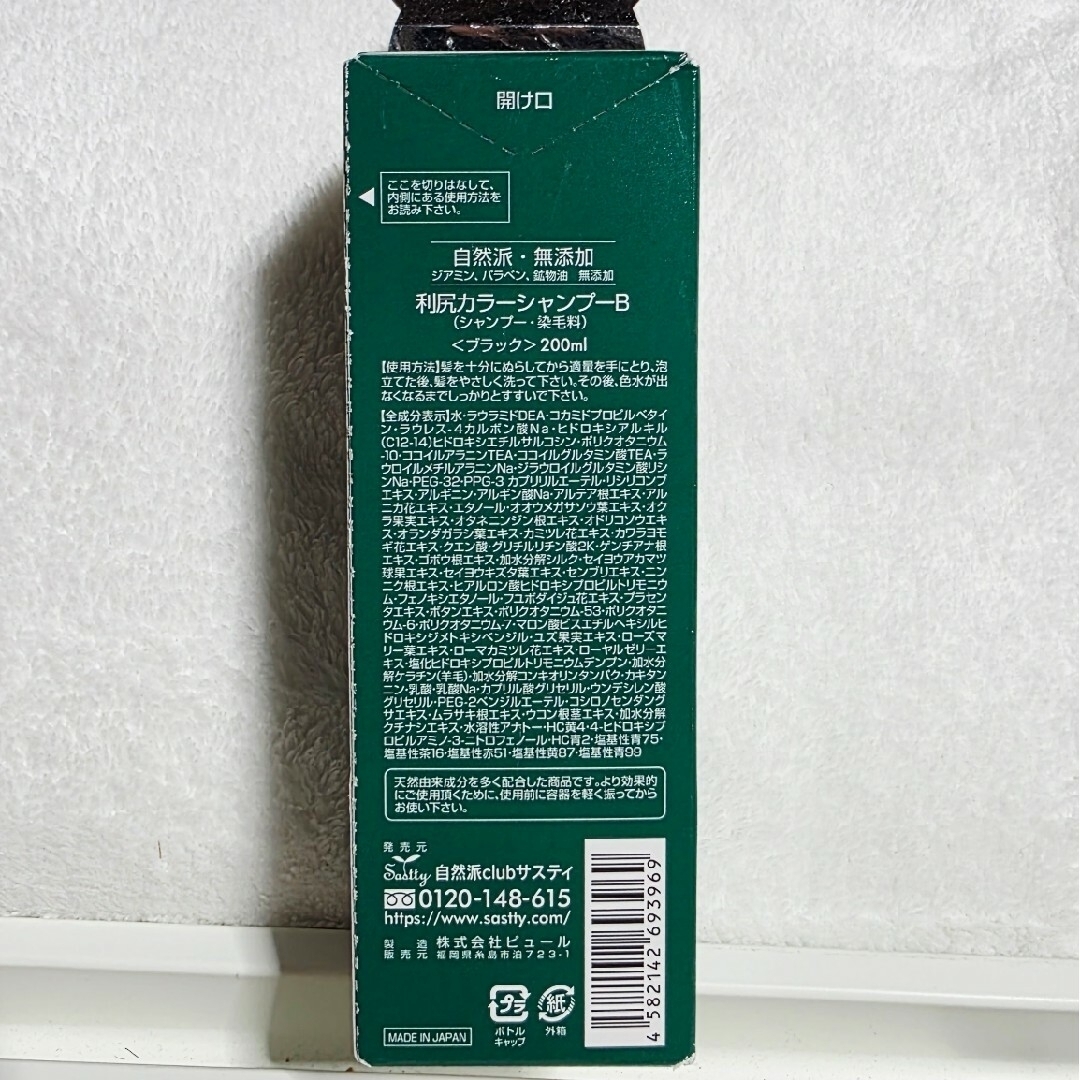 開け口
ここを切りはなして、
内側にある使用方法を
お読み下さい。
自然派・無添加
ジアミン、パラベン、鉱物油 無添加
利尻カラーシャンプーB
(シャンプー・染毛料)
<ブラック>200ml
【使用方法】髪を十分にぬらしてから適量を手にとり、泡
立てた後、髪をやさしく洗って下さい。その後、色水が出
なくなるまでしっかりとすすいで下さい。
【全成分表示】水・ラウラミドDEA・コカミドプロピルベタイ
ン・ラウレス-4カルボン酸Na・ヒドロキシアルキル
(C12-14)ヒドロキシエチルサルコシン・ポリクオタニウム
-10・ココイルアラニンTEA・ココイルグルタミン酸TEA・ラ
ウロイルメチルアラニンNa・ジラウロイルグルタミン酸リシ
ンNa・PEG-32・PPG-3 カプリリルエーテル・リシリコンブ
エキス・アルギニン・アルギン酸Na・アルテア根エキス・アル
ニカ花エキス・エタノール・オオウメガサソウ葉エキス・オク
ラ果実エキス・オタネニンジン根エキス・オドリコソウエキ
ス・オランダガラシ葉エキス・カミツレ花エキス・カワラヨモ
ギ花エキス・クエン酸・グリチルリチン酸2K・ゲンチアナ根
エキス・ゴボウ根エキス・加水分解シルク・セイヨウアカマツ
球果エキス・セイヨウキズタ葉エキス・センブリエキス・ニン
ニク根エキス・ヒアルロン酸ヒドロキシプロピルトリモニウ
ム・フェノキシエタノール・フユボダイジュ花エキス・プラセン
タエキス・ボタンエキス・ポリクオタニウム-53・ポリクオタニ
ウム-6・ポリクオタニウム-7・マロン酸ビスエチルヘキシルヒ
ドロキシジメトキシベンジル・ユズ果実エキス・ローズマ
リー葉エキス・ローマカミツレ花エキス・ローヤルゼリーエ
キス・塩化ヒドロキシプロピルトリモニウムデンプン・加水分
解ケラチン(羊毛)・加水分解コンキオリンタンパク・カキタン
ニン・乳酸・乳酸Na・カプリル酸グリセリル・ウンデシレン酸
グリセリル・PEG-2ベンジルエーテル・コシロノセンダング
サエキス・ムラサキ根エキス・ウコン根茎エキス・加水分解
クチナシエキス・水溶性アナトー・HC黄4・4-ヒドロキシプ
ロピルアミノ-3-ニトロフェノール・HC青2・塩基性青75・
塩基性茶16・塩基性赤51・塩基性黄87・塩基性青99
天然由来成分を多く配合した商品です。より効果的
にご使用頂くために、使用前に容器を軽く振ってから
お使い下さい。
発売元
Sastty 自然派clubサスティ
0120-148-615
https://www.sastty.com/
製造 株式会社ピュール
販売元 福岡県糸島市泊723-1
4 582142 693969
プラ 紙
ボトル 外箱
キャップ
MADE IN JAPAN